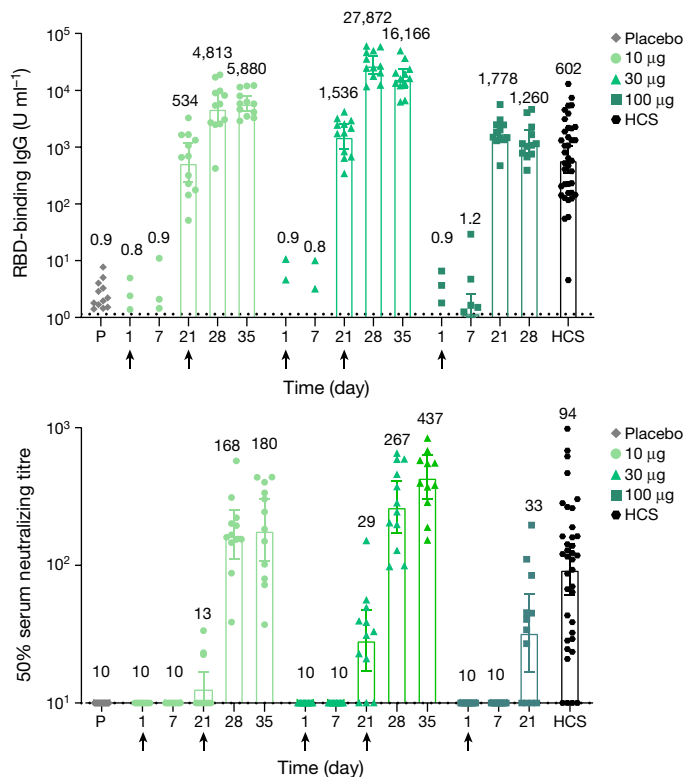 RBD-binding IgG (U ml⁻¹)
10⁵
10⁴
10³
10²
10¹
10⁰
0.9
0.8
0.9
534
4,813
5,880
0.9
0.8
1,536
27,872
16,166
0.9
1.2
1,778
1,260
602
P 1 7 21 28 35 1 7 21 28 35 1 7 21 28 HCS
Time (day)
Placebo
10 μg
30 μg
100 μg
HCS
50% serum neutralizing titre
10³
10²
10¹
10
10
10
13
168
180
10
10
29
267
437
10
10
33
94
P 1 7 21 28 35 1 7 21 28 35 1 7 21 HCS
Time (day)
Placebo
10 μg
30 μg
100 μg
HCS